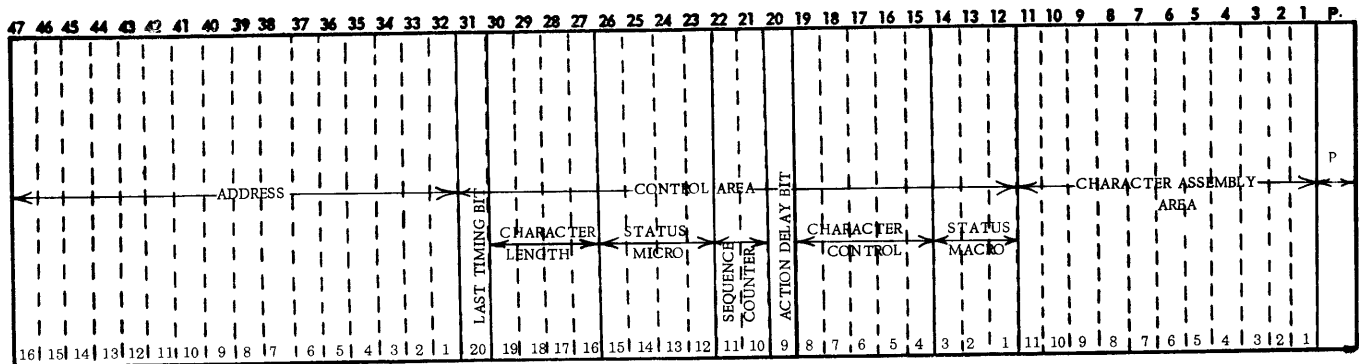 47 46 45 44 43 42 41 40 39 38 37 36 35 34 33 32 31 30 29 28 27 26 25 24 23 22 21 20 19 18 17 16 15 14 13 12 11 10 9 8 7 6 5 4 3 2 1 P.
P
ADDRESS
CONTROL AREA
CHARACTER ASSEMBLY
AREA
LAST TIMING BIT
CHARACTER
LENGTH
STATUS
MICRO
SEQUENCE
COUNTER
ACTION DELAY BIT
CHARACTER
CONTROL
STATUS
MACRO
16 15 14 13 12 11 10 9 8 7 6 5 4 3 2 1 20 19 18 17 16 15 14 13 12 11 10 9 8 7 6 5 4 3 2 1 11 10 9 8 7 6 5 4 3 2 1